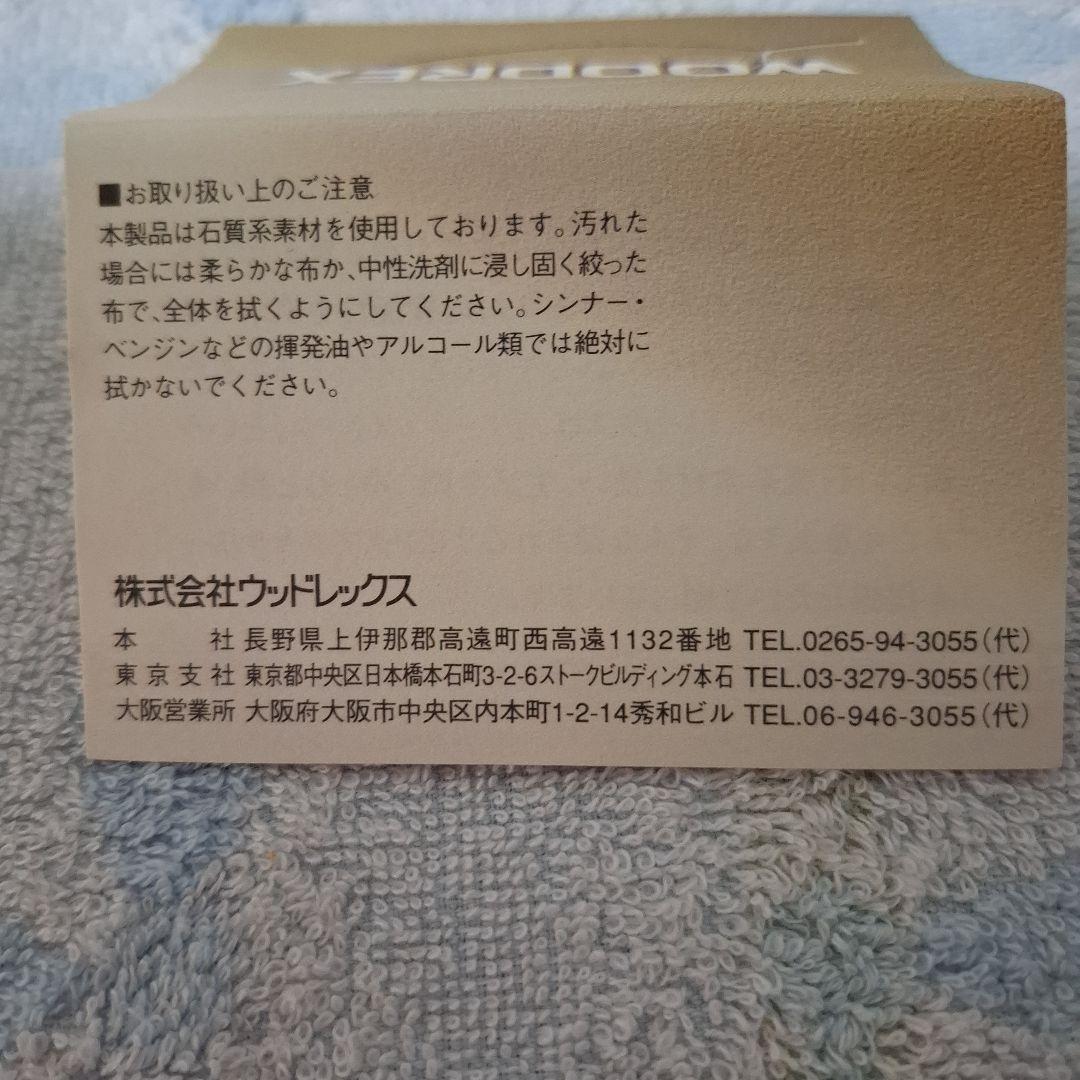 WOODREX
■お取り扱い上のご注意
本製品は石質系素材を使用しております。汚れた
場合には柔らかな布か、中性洗剤に浸し固く絞った
布で、全体を拭くようにしてください。シンナー・
ベンジンなどの揮発油やアルコール類では絶対に
拭かないでください。
株式会社ウッドレックス
本 社 長野県上伊那郡高遠町西高遠1132番地 TEL.0265-94-3055(代)
東京支社 東京都中央区日本橋本石町3-2-6ストークビルディング本石 TEL.03-3279-3055(代)
大阪営業所 大阪府大阪市中央区内本町1-2-14秀和ビル TEL.06-946-3055(代)